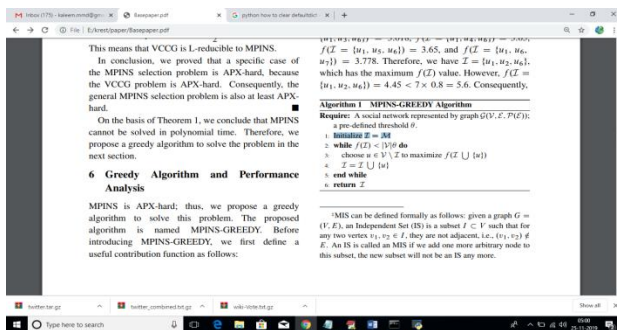 Inbox (175) - kaleen.mmd@gm
Basepaper.pdf
python how to clear defaultdict
File | E:/krest/paper/Basepaper.pdf
This means that VCCG is L-reducible to MPINS.
In conclusion, we proved that a specific case of
the MPINS selection problem is APX-hard, because
the VCCG problem is APX-hard. Consequently, the
general MPINS selection problem is also at least APX-
hard. ■
On the basis of Theorem 1, we conclude that MPINS
cannot be solved in polynomial time. Therefore, we
propose a greedy algorithm to solve the problem in the
next section.
6 Greedy Algorithm and Performance
Analysis
MPINS is APX-hard; thus, we propose a greedy
algorithm to solve this problem. The proposed
algorithm is named MPINS-GREEDY. Before
introducing MPINS-GREEDY, we first define a
useful contribution function as follows:
f(I = {u1, u5, u6}) = 3.65, and f(I = {u1, u6,
u7}) = 3.778. Therefore, we have I = {u1, u2, u6},
which has the maximum f(I) value. However, f(I =
{u1, u2, u6}) = 4.45 < 7 × 0.8 = 5.6. Consequently,
Algorithm 1 MPINS-GREEDY Algorithm
Require: A social network represented by graph G(V, E, P(E));
a pre-defined threshold θ.
1: Initialize I = M
2: while f(I) < |V|θ do
3: choose u ∈ V \ I to maximize f(I ∪ {u})
4: I = I ∪ {u}
5: end while
6: return I
¹MIS can be defined formally as follows: given a graph G =
(V, E), an Independent Set (IS) is a subset I ⊂ V such that for
any two vertex v1, v2 ∈ I, they are not adjacent, i.e., (v1, v2) ∉
E. An IS is called an MIS if we add one more arbitrary node to
this subset, the new subset will not be an IS any more.
twitter.tar.gz
twitter_combined.txt.gz
wiki-Vote.txt.gz
Show all
Type here to search
05:00
25-11-2019